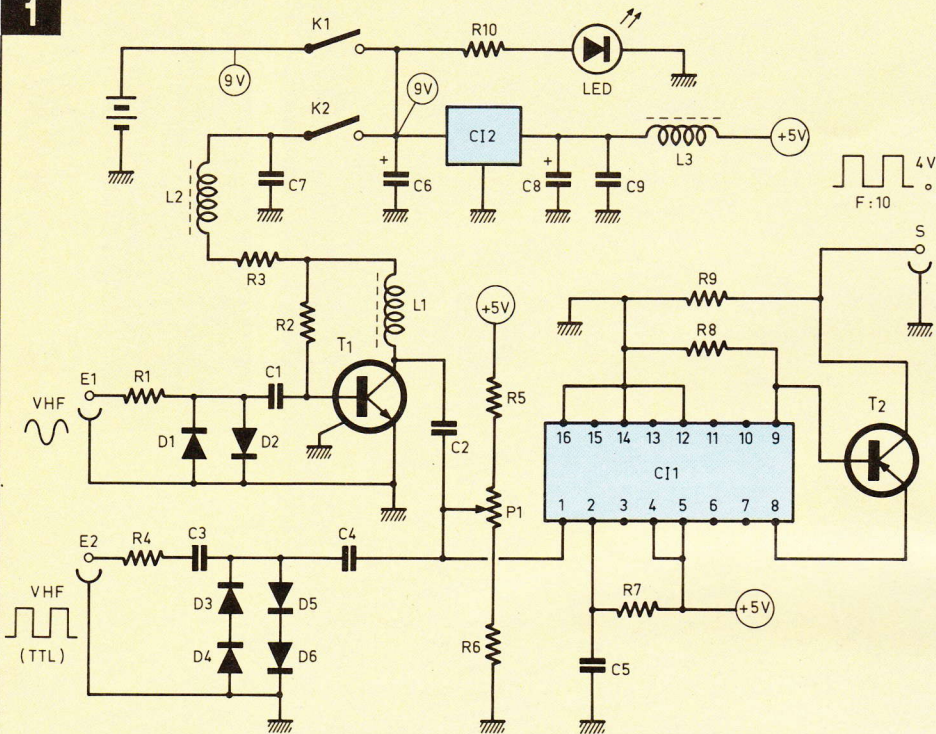 1
K1
R10
9V
LED
K2
9V
CI2
+5V
L3
C7
C6
+
C8
+
C9
L2
4V
F:10
S
R3
R9
L1
+5V
R2
R8
T1
E1
R1
C1
R5
T2
VHF
D1
D2
C2
16 15 14 13 12 11 10 9
CI1
P1
1 2 3 4 5 6 7 8
E2
R4
C3
C4
VHF
D3
D5
R7
+5V
(TTL)
D4
D6
R6
C5